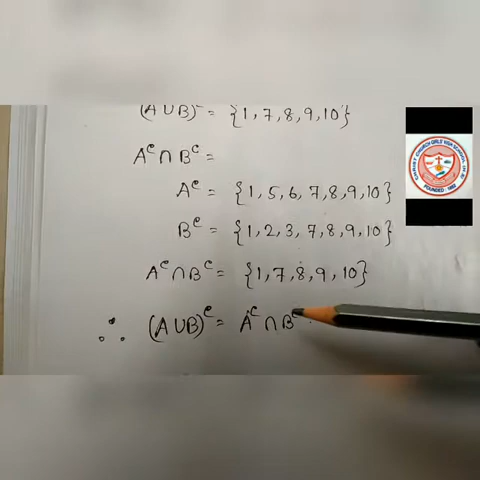 (A∪B)ᶜ = {1,7,8,9,10}
Aᶜ∩Bᶜ =
Aᶜ = {1,5,6,7,8,9,10}
Bᶜ = {1,2,3,7,8,9,10}
Aᶜ∩Bᶜ = {1,7,8,9,10}
∴ (A∪B)ᶜ = Aᶜ∩Bᶜ